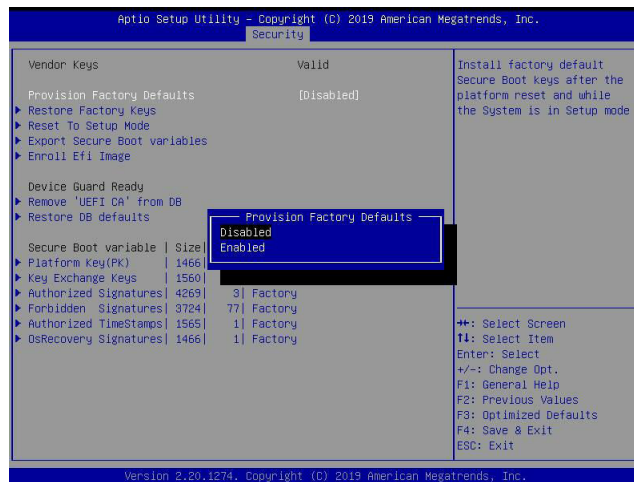 Aptio Setup Utility – Copyright (C) 2019 American Megatrends, Inc.
Security
Vendor Keys Valid
Provision Factory Defaults [Disabled]
Restore Factory Keys
Reset To Setup Mode
Export Secure Boot variables
Enroll Efi Image
Device Guard Ready
Remove 'UEFI CA' from DB
Restore DB defaults
Secure Boot variable | Size|
Platform Key(PK) | 1466|
Key Exchange Keys | 1560|
Authorized Signatures| 4269| 3| Factory
Forbidden Signatures| 3724| 77| Factory
Authorized TimeStamps| 1565| 1| Factory
OsRecovery Signatures| 1466| 1| Factory
Provision Factory Defaults
Disabled
Enabled
Install factory default
Secure Boot keys after the
platform reset and while
the System is in Setup mode
→←: Select Screen
↑↓: Select Item
Enter: Select
+/-: Change Opt.
F1: General Help
F2: Previous Values
F3: Optimized Defaults
F4: Save & Exit
ESC: Exit
Version 2.20.1274. Copyright (C) 2019 American Megatrends, Inc.